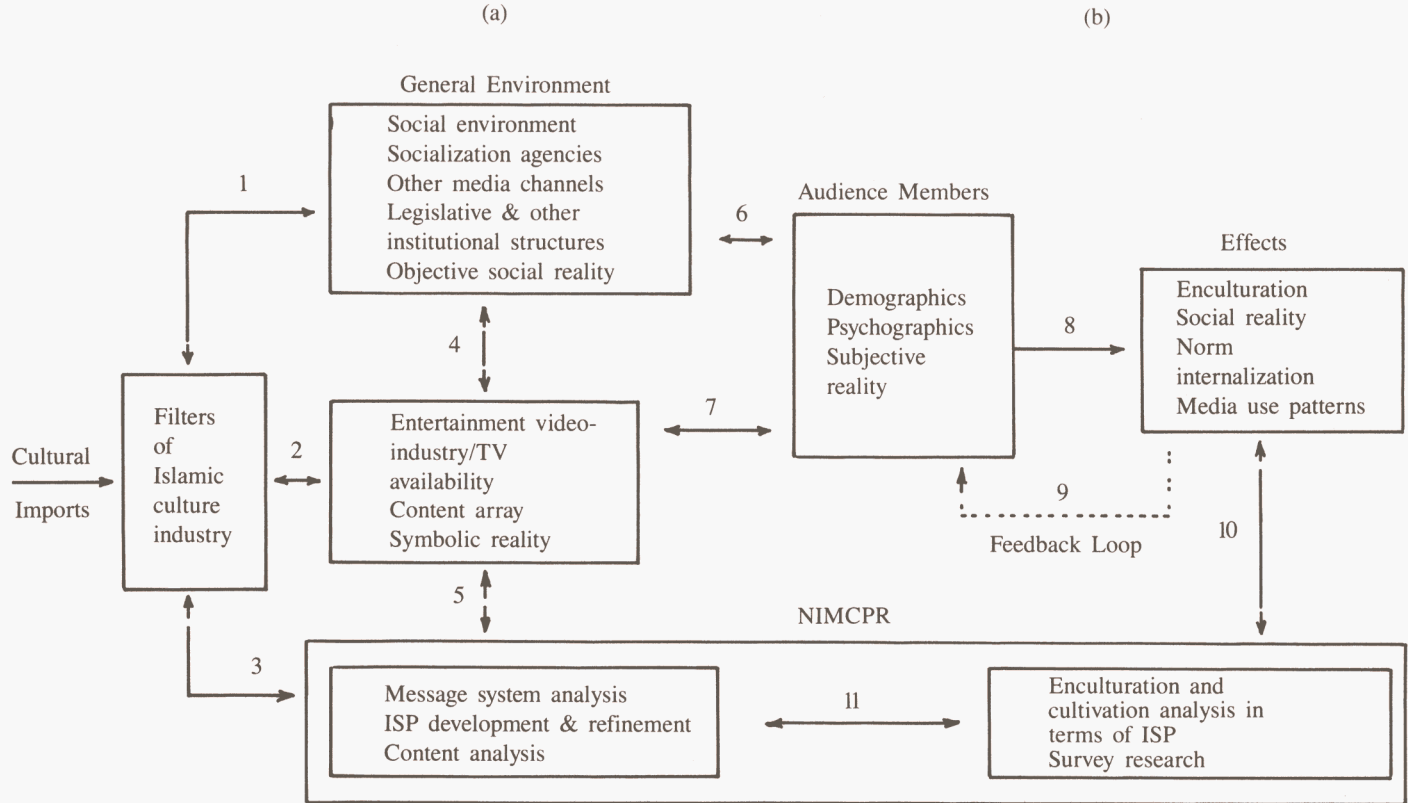 (a)
(b)
General Environment
Social environment
Socialization agencies
Other media channels
Legislative & other
institutional structures
Objective social reality
1
Audience Members
6
Demographics
Psychographics
Subjective
reality
8
Effects
Enculturation
Social reality
Norm
internalization
Media use patterns
4
Cultural
Imports
Filters
of
Islamic
culture
industry
2
Entertainment video-
industry/TV
availability
Content array
Symbolic reality
7
9
Feedback Loop
10
5
3
NIMCPR
Message system analysis
ISP development & refinement
Content analysis
11
Enculturation and
cultivation analysis in
terms of ISP
Survey research